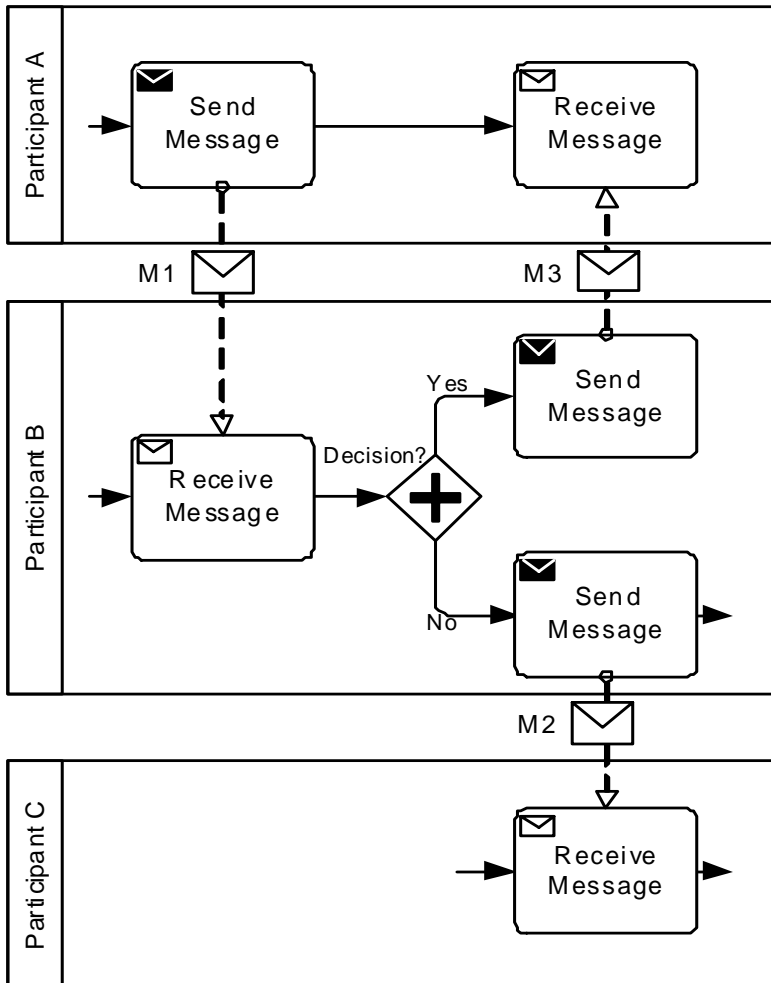 Participant A
Send
Message
Receive
Message
M1
M3
Participant B
Receive
Message
Decision?
Yes
No
Send
Message
Send
Message
M2
Participant C
Receive
Message